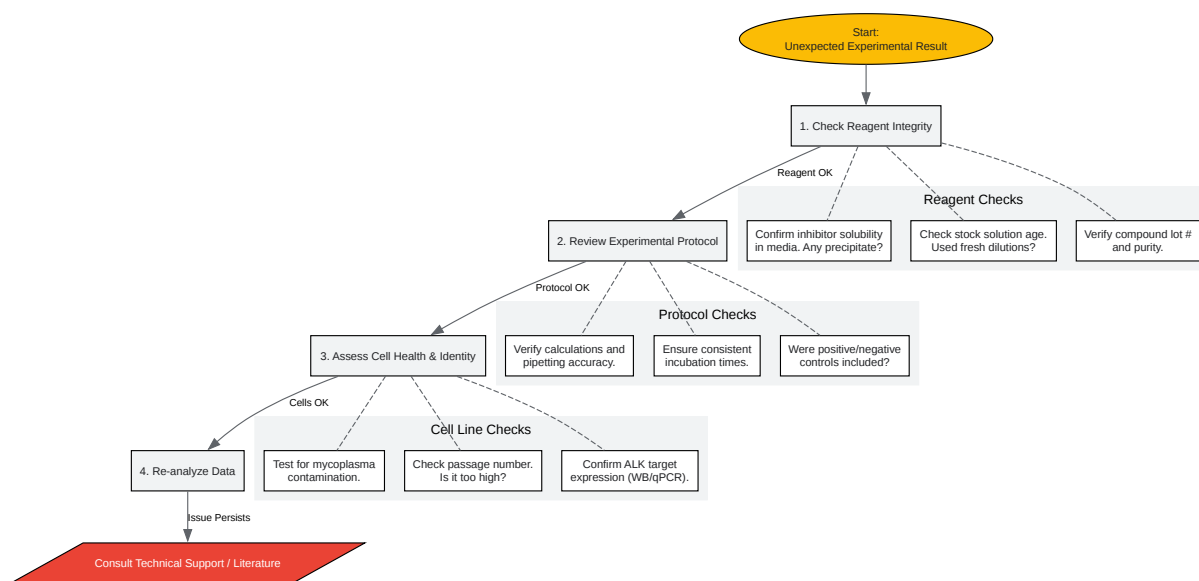 Start:
Unexpected Experimental Result
1. Check Reagent Integrity
Reagent OK
Reagent Checks
Confirm inhibitor solubility
in media. Any precipitate?
Check stock solution age.
Used fresh dilutions?
Verify compound lot #
and purity.
2. Review Experimental Protocol
Protocol OK
Protocol Checks
Verify calculations and
pipetting accuracy.
Ensure consistent
incubation times.
Were positive/negative
controls included?
3. Assess Cell Health & Identity
Cells OK
Cell Line Checks
Test for mycoplasma
contamination.
Check passage number.
Is it too high?
Confirm ALK target
expression (WB/qPCR).
4. Re-analyze Data
Issue Persists
Consult Technical Support / Literature